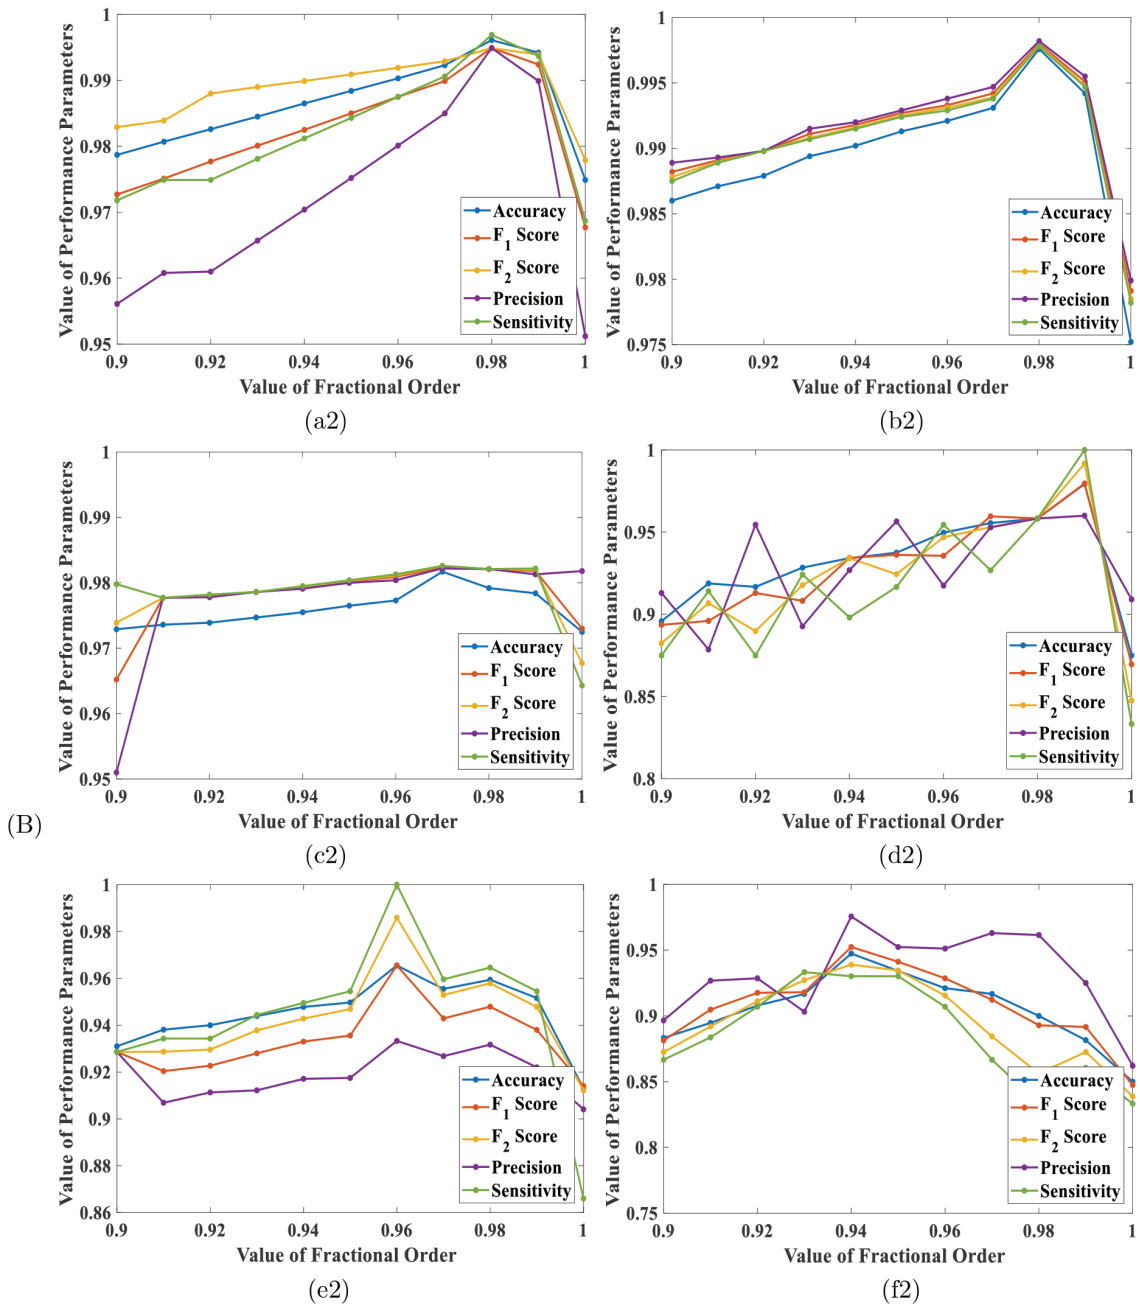 Value of Performance Parameters
1
0.99
0.98
0.97
0.96
0.95
0.9 0.92 0.94 0.96 0.98 1
Value of Fractional Order
Accuracy
F1 Score
F2 Score
Precision
Sensitivity
(a2)
Value of Performance Parameters
1
0.995
0.99
0.985
0.98
0.975
0.9 0.92 0.94 0.96 0.98 1
Value of Fractional Order
Accuracy
F1 Score
F2 Score
Precision
Sensitivity
(b2)
Value of Performance Parameters
1
0.99
0.98
0.97
0.96
0.95
0.9 0.92 0.94 0.96 0.98 1
Value of Fractional Order
Accuracy
F1 Score
F2 Score
Precision
Sensitivity
(c2)
Value of Performance Parameters
1
0.95
0.9
0.85
0.8
0.9 0.92 0.94 0.96 0.98 1
Value of Fractional Order
Accuracy
F1 Score
F2 Score
Precision
Sensitivity
(d2)
(B)
Value of Performance Parameters
1
0.98
0.96
0.94
0.92
0.9
0.88
0.86
0.9 0.92 0.94 0.96 0.98 1
Value of Fractional Order
Accuracy
F1 Score
F2 Score
Precision
Sensitivity
(e2)
Value of Performance Parameters
1
0.95
0.9
0.85
0.8
0.75
0.9 0.92 0.94 0.96 0.98 1
Value of Fractional Order
Accuracy
F1 Score
F2 Score
Precision
Sensitivity
(f2)